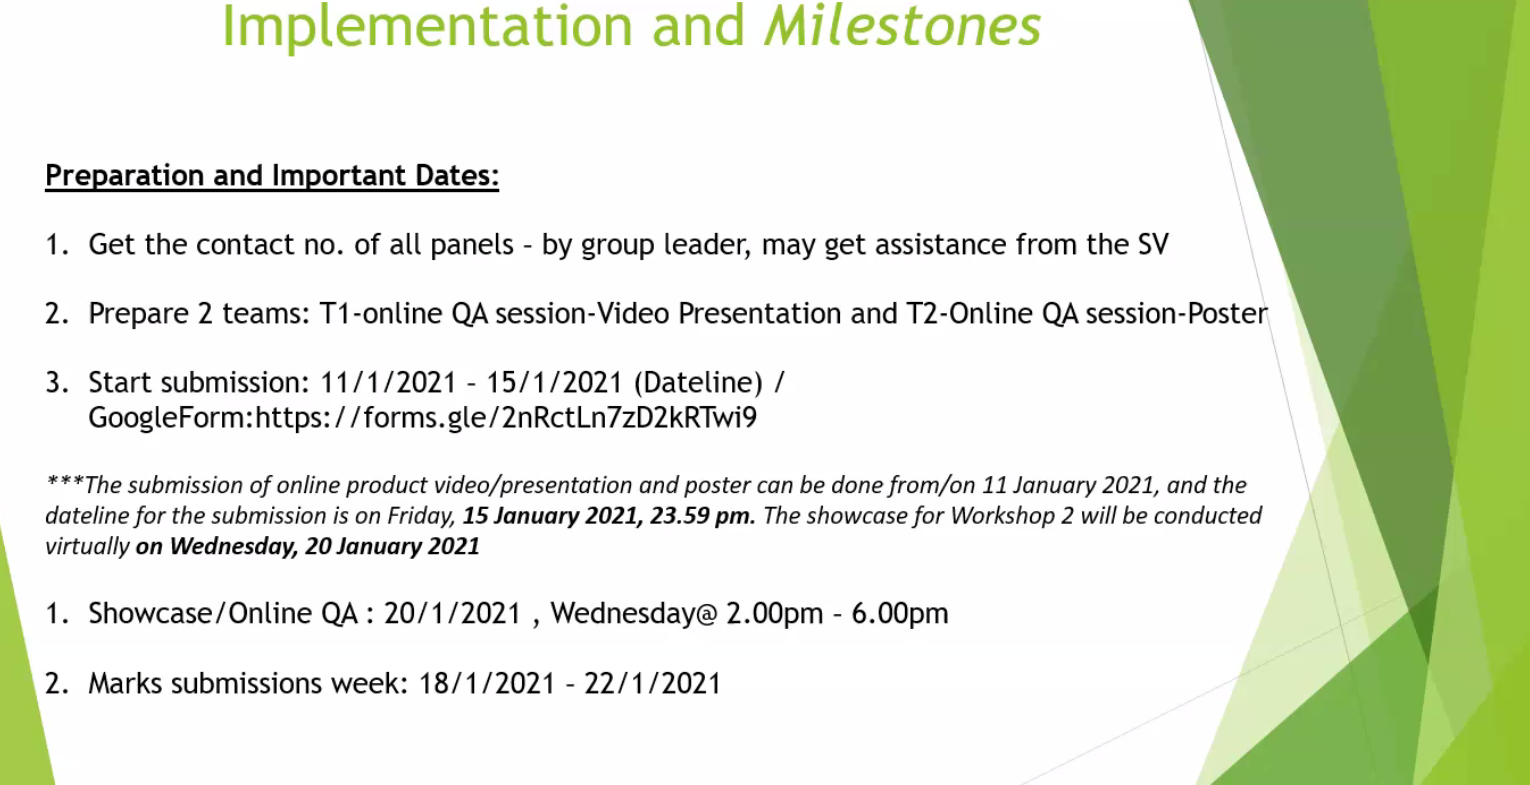 Implementation and Milestones
Preparation and Important Dates:
1. Get the contact no. of all panels – by group leader, may get assistance from the SV
2. Prepare 2 teams: T1-online QA session-Video Presentation and T2-Online QA session-Poster
3. Start submission: 11/1/2021 – 15/1/2021 (Dateline) /
GoogleForm:https://forms.gle/2nRctLn7zD2kRTwi9
***The submission of online product video/presentation and poster can be done from/on 11 January 2021, and the
dateline for the submission is on Friday, 15 January 2021, 23.59 pm. The showcase for Workshop 2 will be conducted
virtually on Wednesday, 20 January 2021
1. Showcase/Online QA : 20/1/2021 , Wednesday@ 2.00pm – 6.00pm
2. Marks submissions week: 18/1/2021 – 22/1/2021